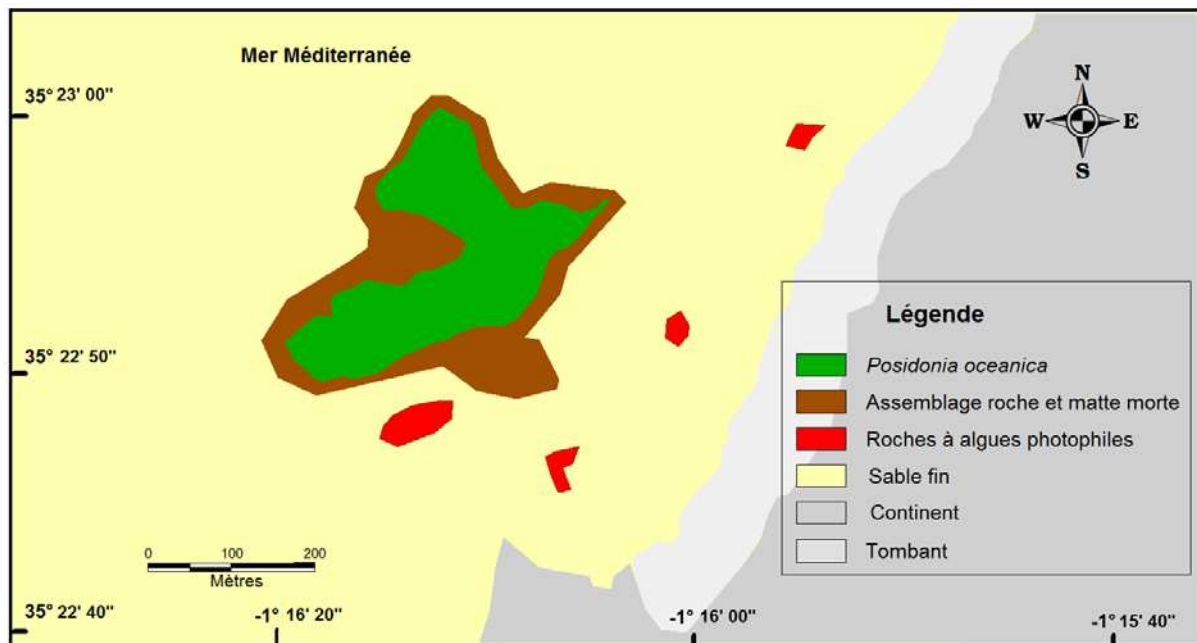 Mer Méditerranée
35° 23' 00"
N
W E
S
35° 22' 50"
35° 22' 40"
Légende
Posidonia oceanica
Assemblage roche et matte morte
Roches à algues photophiles
Sable fin
Continent
Tombant
0 100 200
Mètres
-1° 16' 20"
-1° 16' 00"
-1° 15' 40"